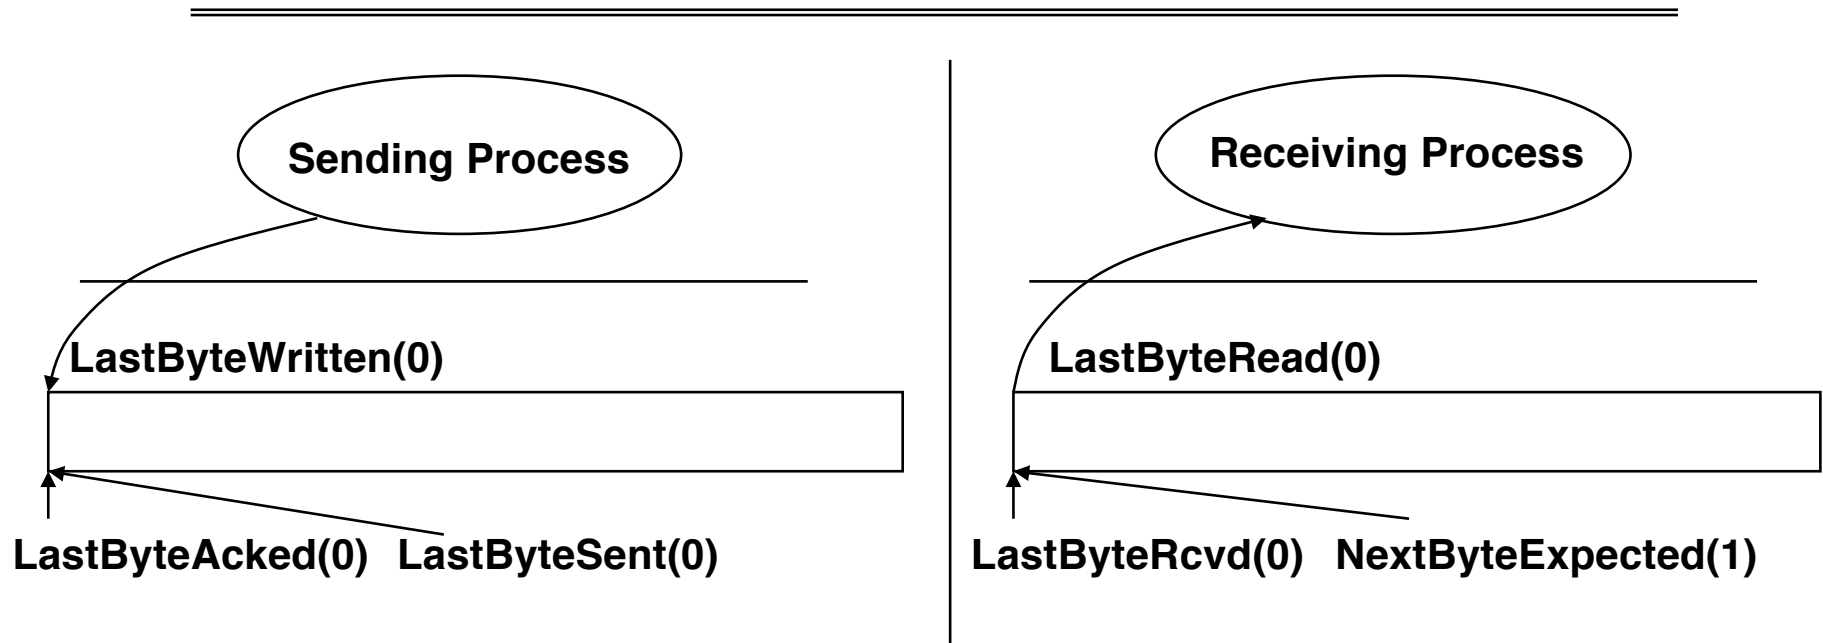 Sending Process
Receiving Process
LastByteWritten(0)
LastByteRead(0)
LastByteAcked(0) LastByteSent(0)
LastByteRcvd(0) NextByteExpected(1)